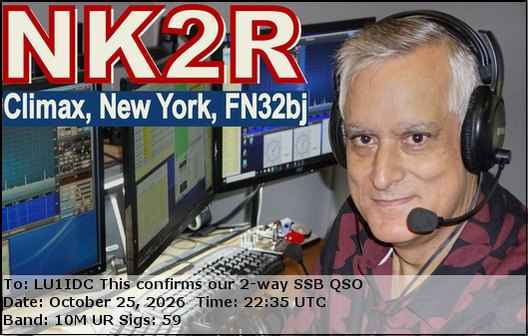 NK2R
Climax, New York, FN32bj
To: LU1IDC This confirms our 2-way SSB QSO
Date: October 25, 2026 Time: 22:35 UTC
Band: 10M UR Sigs: 59